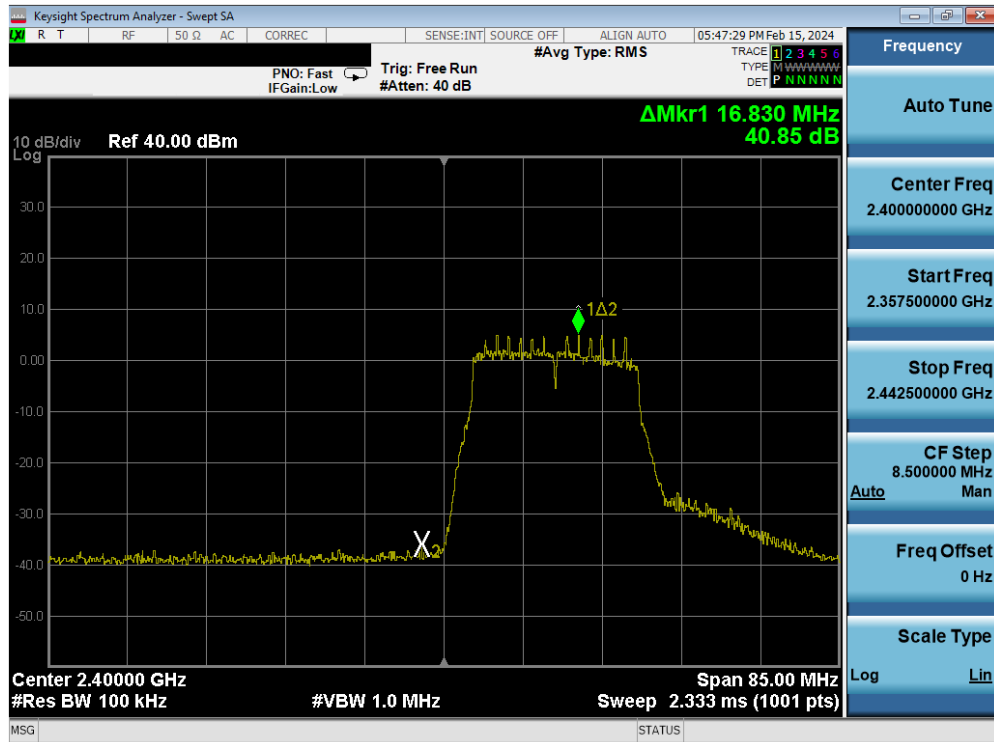 Keysight Spectrum Analyzer - Swept SA
LXI R T RF 50 Ω AC CORREC SENSE:INT SOURCE OFF ALIGN AUTO 05:47:29 PM Feb 15, 2024
#Avg Type: RMS
TRACE 1 2 3 4 5 6
PNO: Fast Trig: Free Run
TYPE M WWWWW
IFGain:Low #Atten: 40 dB
DET P N N N N N
ΔMkr1 16.830 MHz
40.85 dB
10 dB/div Ref 40.00 dBm
Log
30.0
20.0
10.0
1Δ2
0.00
-10.0
-20.0
-30.0
X2
-40.0
-50.0
Center 2.40000 GHz Span 85.00 MHz
#Res BW 100 kHz #VBW 1.0 MHz Sweep 2.333 ms (1001 pts)
MSG STATUS
Frequency
Auto Tune
Center Freq
2.400000000 GHz
Start Freq
2.357500000 GHz
Stop Freq
2.442500000 GHz
CF Step
8.500000 MHz
Auto Man
Freq Offset
0 Hz
Scale Type
Log Lin